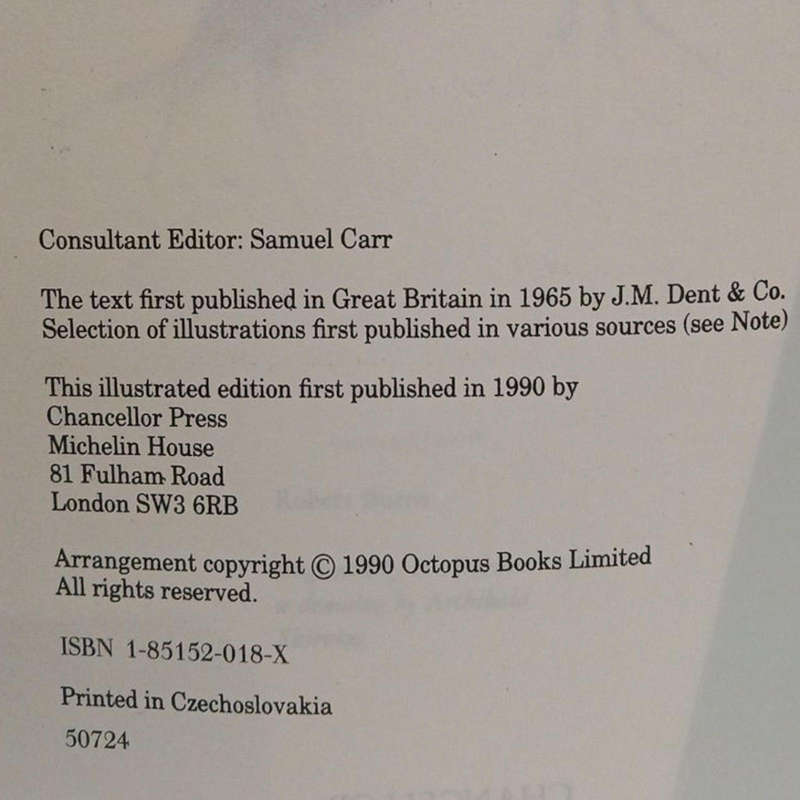 Consultant Editor: Samuel Carr
The text first published in Great Britain in 1965 by J.M. Dent & Co.
Selection of illustrations first published in various sources (see Note)
This illustrated edition first published in 1990 by
Chancellor Press
Michelin House
81 Fulham Road
London SW3 6RB
Arrangement copyright © 1990 Octopus Books Limited
All rights reserved.
ISBN 1-85152-018-X
Printed in Czechoslovakia
50724